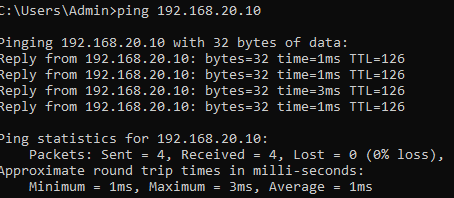 C:\Users\Admin>ping 192.168.20.10
Pinging 192.168.20.10 with 32 bytes of data:
Reply from 192.168.20.10: bytes=32 time=1ms TTL=126
Reply from 192.168.20.10: bytes=32 time=1ms TTL=126
Reply from 192.168.20.10: bytes=32 time=3ms TTL=126
Reply from 192.168.20.10: bytes=32 time=1ms TTL=126
Ping statistics for 192.168.20.10:
    Packets: Sent = 4, Received = 4, Lost = 0 (0% loss),
Approximate round trip times in milli-seconds:
    Minimum = 1ms, Maximum = 3ms, Average = 1ms